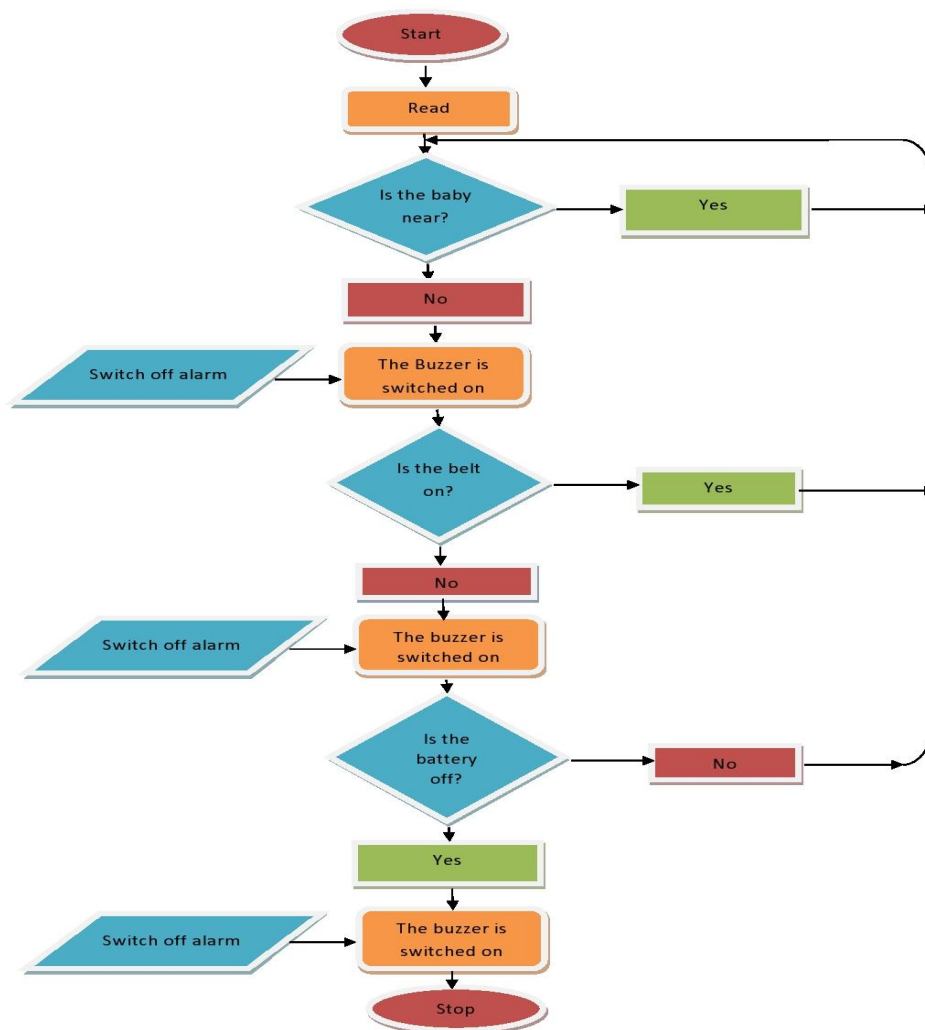 Start
Read
Is the baby
near?
Yes
No
Switch off alarm
The Buzzer is
switched on
Is the belt
on?
Yes
No
Switch off alarm
The buzzer is
switched on
Is the
battery
off?
No
Yes
Switch off alarm
The buzzer is
switched on
Stop